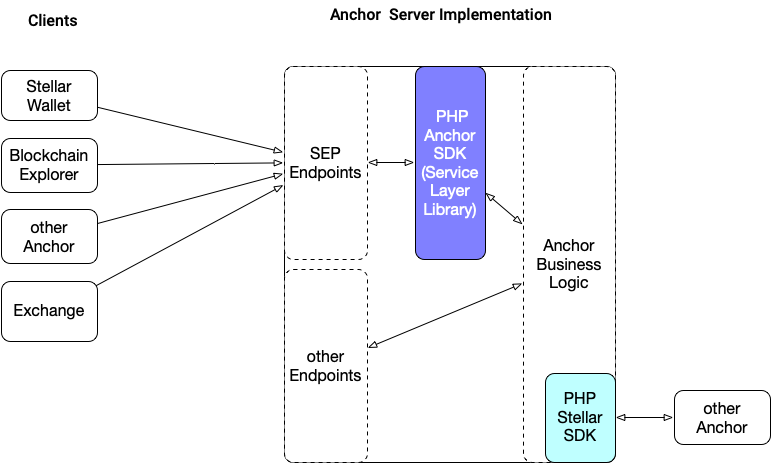 Clients
Anchor Server Implementation
Stellar
Wallet
Blockchain
Explorer
other
Anchor
Exchange
SEP
Endpoints
other
Endpoints
PHP
Anchor
SDK
(Service
Layer
Library)
Anchor
Business
Logic
PHP
Stellar
SDK
other
Anchor